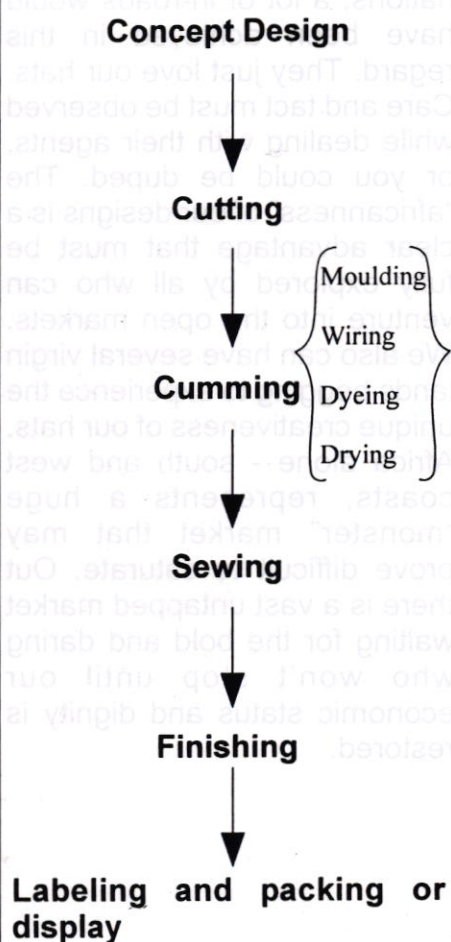 Concept Design
Cutting
Cumming
Moulding
Wiring
Dyeing
Drying
Sewing
Finishing
Labeling and packing or
display